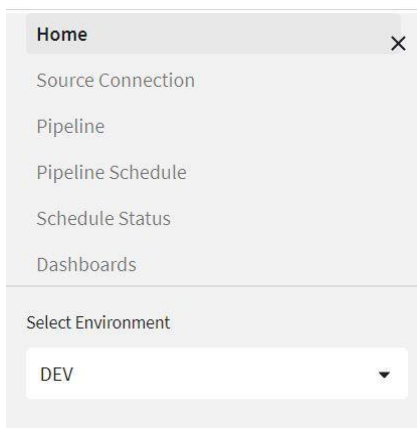 Home
Source Connection
Pipeline
Pipeline Schedule
Schedule Status
Dashboards
Select Environment
DEV